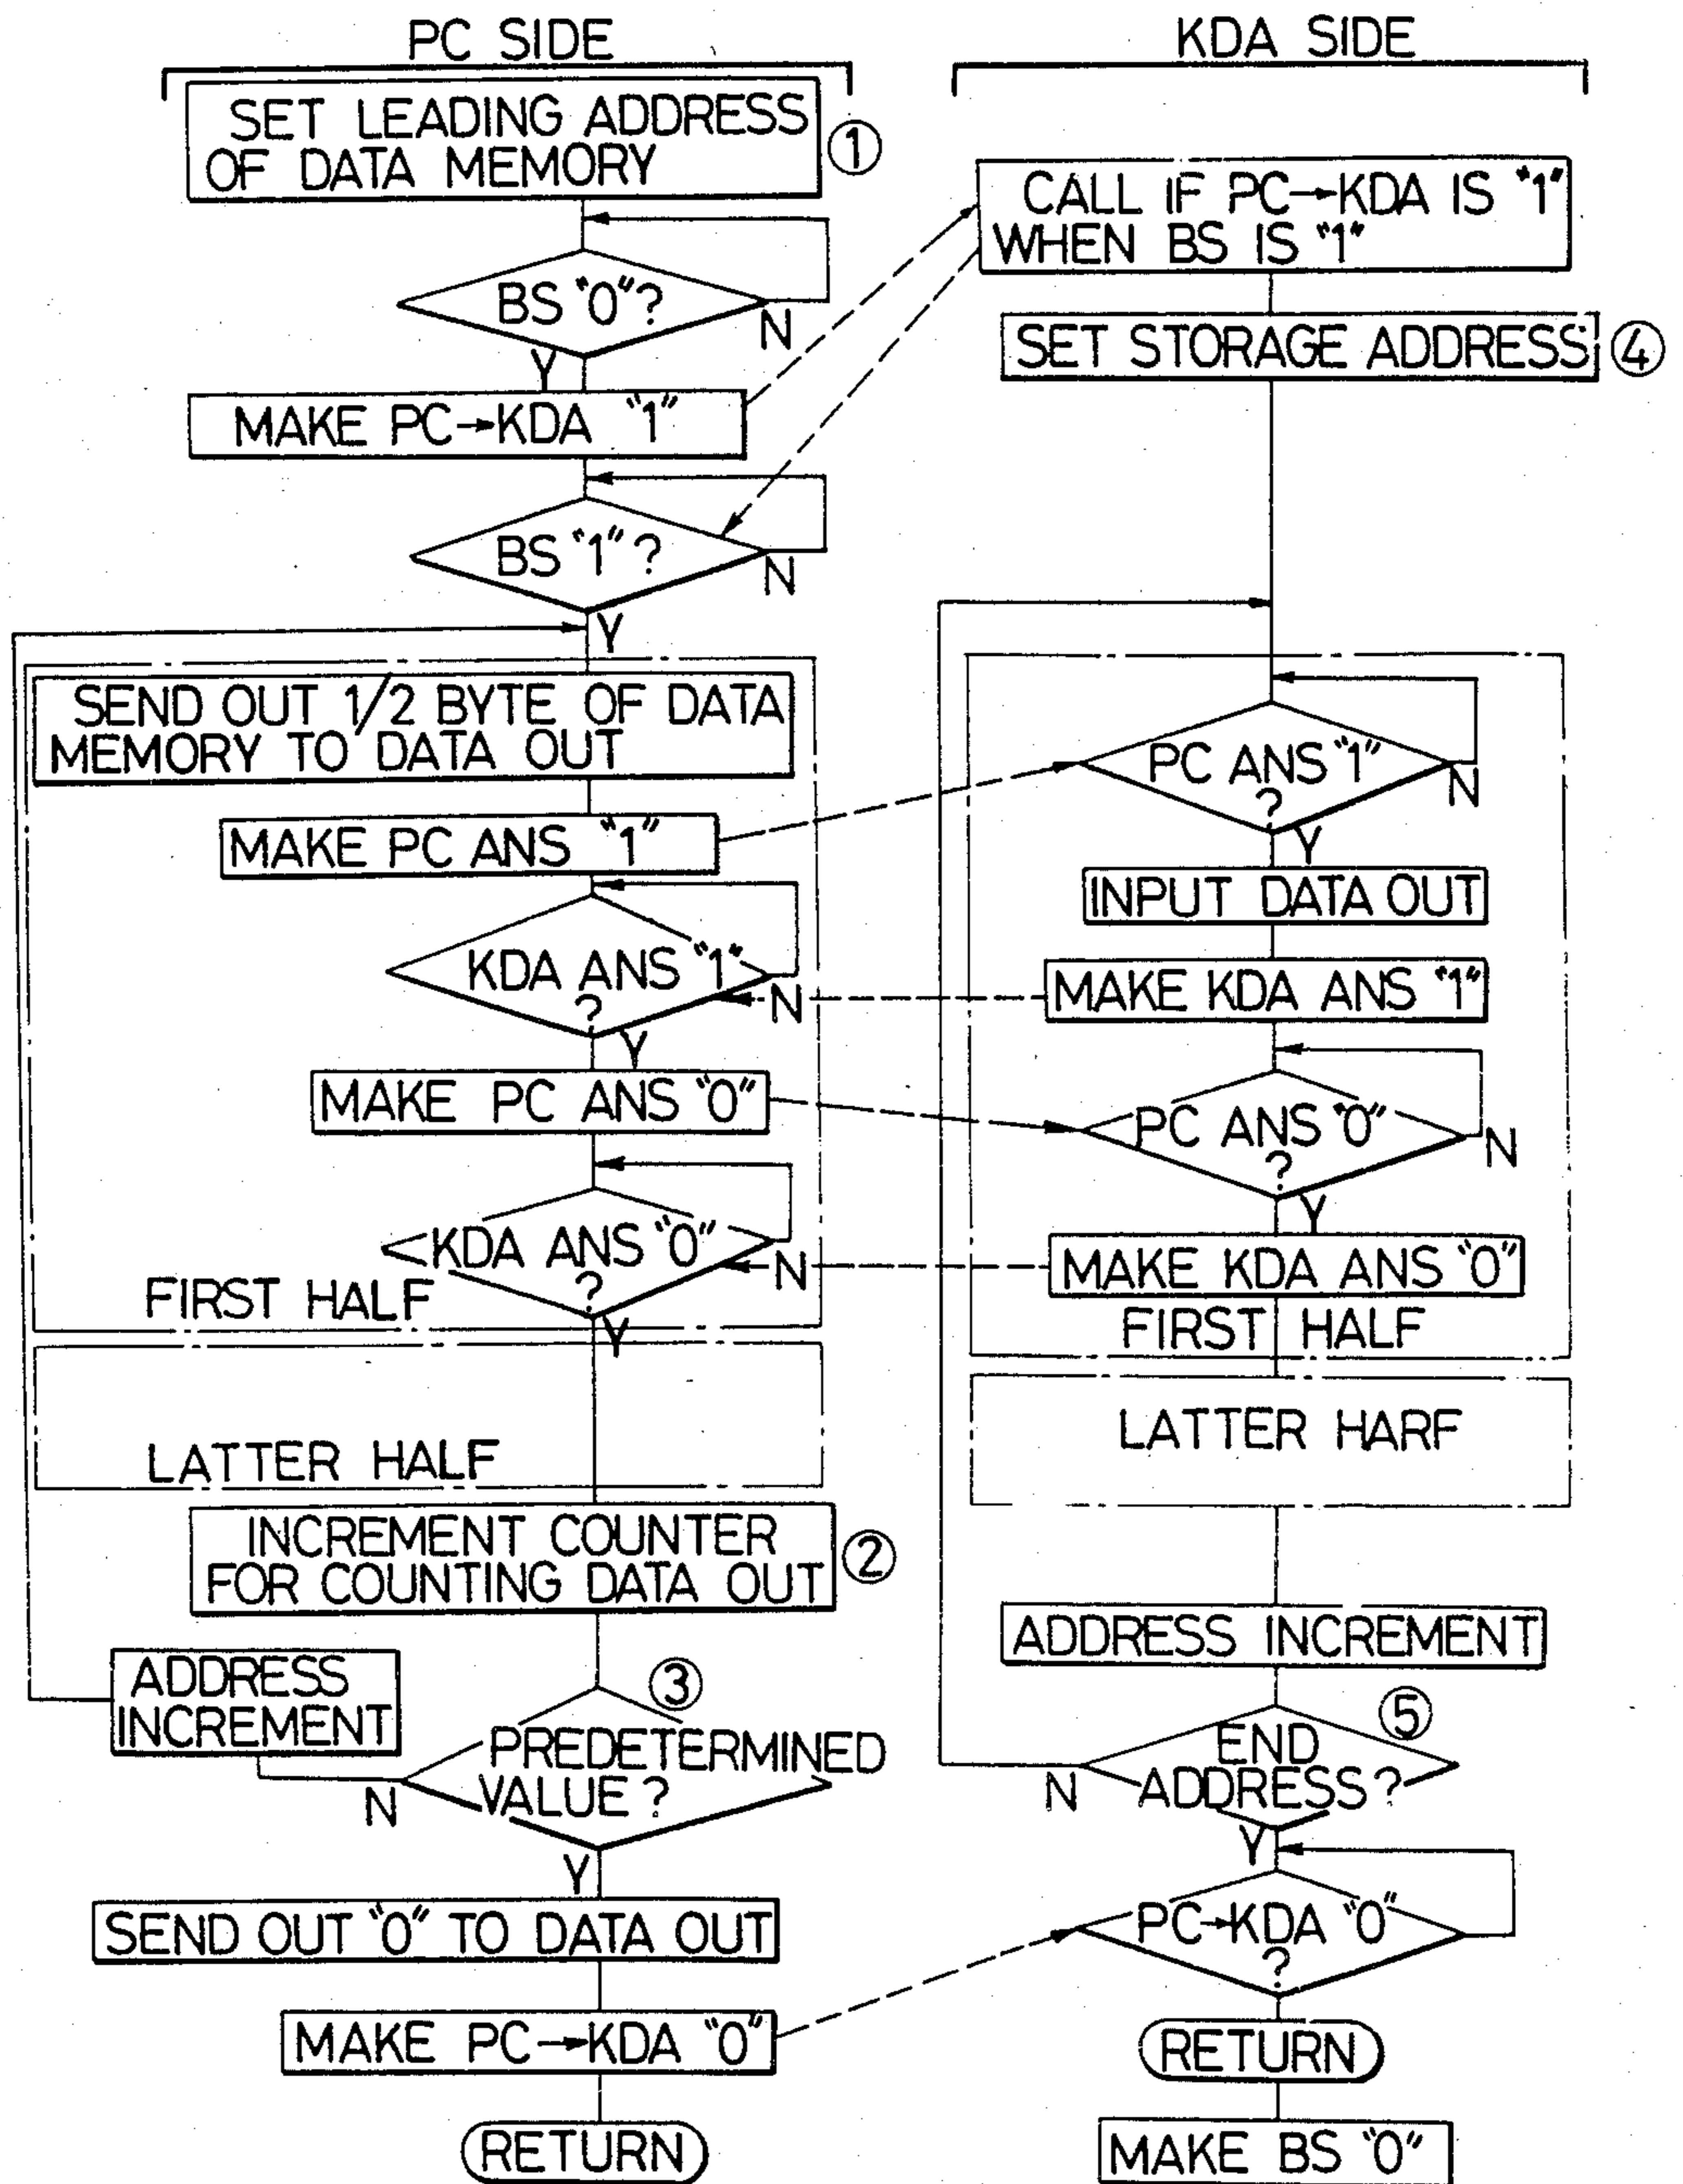 PC SIDE
SET LEADING ADDRESS
OF DATA MEMORY
①
BS "0"?
N
Y
MAKE PC→KDA "1"
BS "1"?
N
Y
SEND OUT 1/2 BYTE OF DATA
MEMORY TO DATA OUT
MAKE PC ANS "1"
KDA ANS "1"
?
N
Y
MAKE PC ANS "0"
KDA ANS "0"
?
N
FIRST HALF
Y
LATTER HALF
INCREMENT COUNTER
FOR COUNTING DATA OUT
②
ADDRESS
INCREMENT
③
PREDETERMINED
VALUE?
N
Y
SEND OUT "0" TO DATA OUT
MAKE PC→KDA "0"
RETURN
KDA SIDE
CALL IF PC→KDA IS "1"
WHEN BS IS "1"
SET STORAGE ADDRESS
④
PC ANS "1"
?
N
Y
INPUT DATA OUT
MAKE KDA ANS "1"
PC ANS "0"
?
N
Y
MAKE KDA ANS "0"
FIRST HALF
LATTER HARF
ADDRESS INCREMENT
⑤
END
ADDRESS?
N
Y
PC→KDA "0"
?
RETURN
MAKE BS "0"